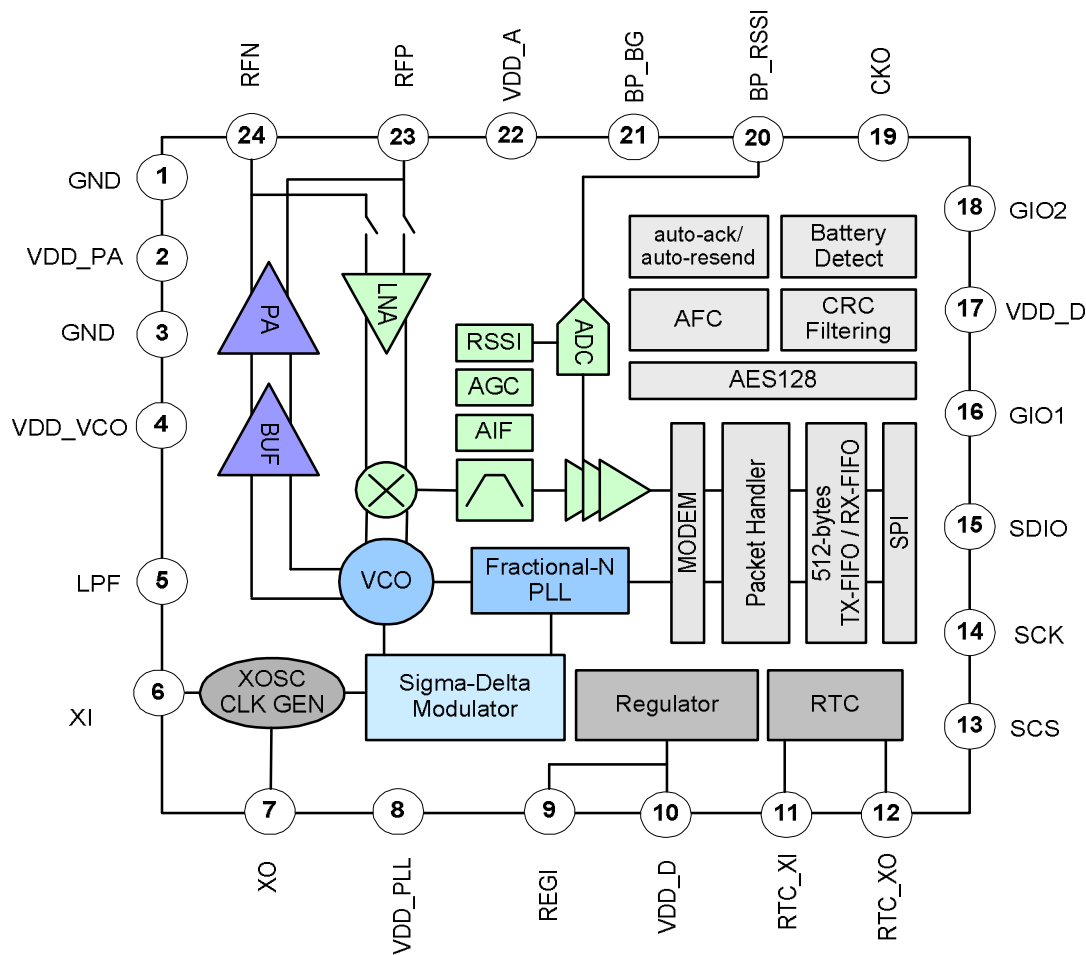 RFN
RFP
VDD_A
BP_BG
BP_RSSI
CKO
24
23
22
21
20
19
GND
1
VDD_PA
2
GND
3
VDD_VCO
4
LPF
5
XI
6
18
GIO2
17
VDD_D
16
GIO1
15
SDIO
14
SCK
13
SCS
PA
BUF
LNA
RSSI
AGC
AIF
ADC
auto-ack/
auto-resend
Battery
Detect
AFC
CRC
Filtering
AES128
MODEM
Packet Handler
512-bytes
TX-FIFO / RX-FIFO
SPI
VCO
Fractional-N
PLL
XOSC
CLK GEN
Sigma-Delta
Modulator
Regulator
RTC
7
8
9
10
11
12
XO
VDD_PLL
REGI
VDD_D
RTC_XI
RTC_XO